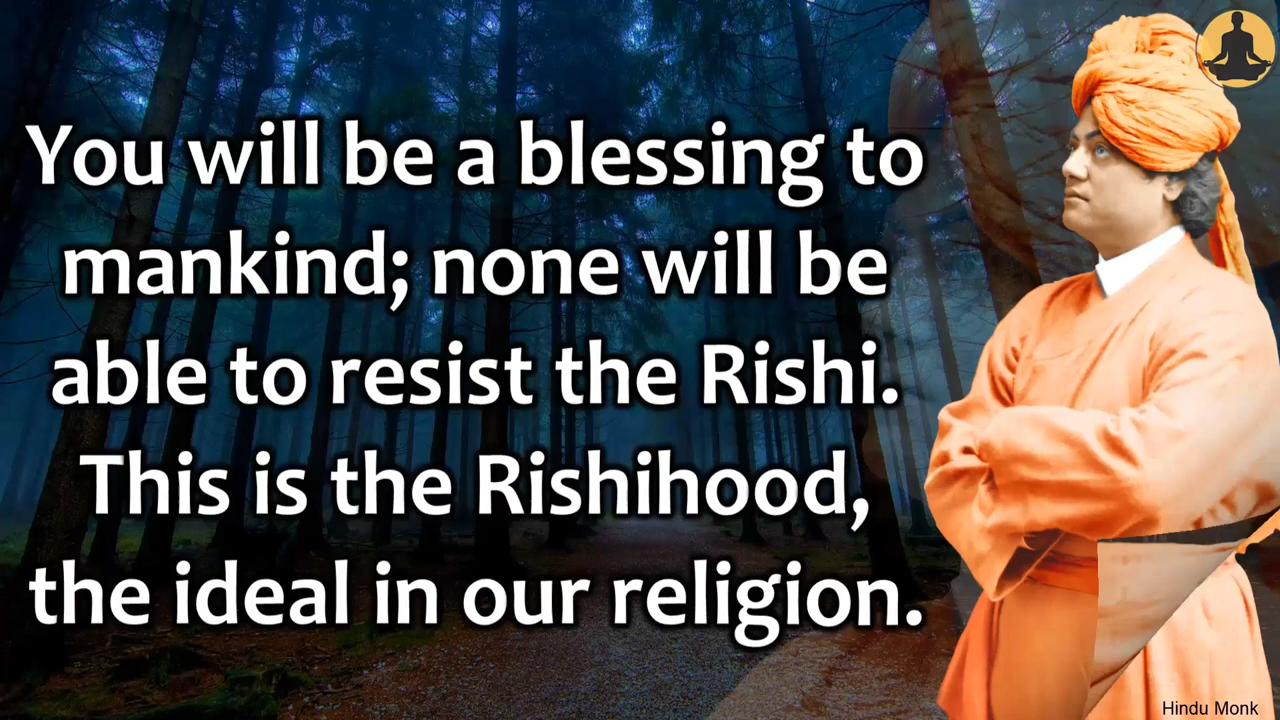 You will be a blessing to
mankind; none will be
able to resist the Rishi.
This is the Rishihood,
the ideal in our religion.
Hindu Monk